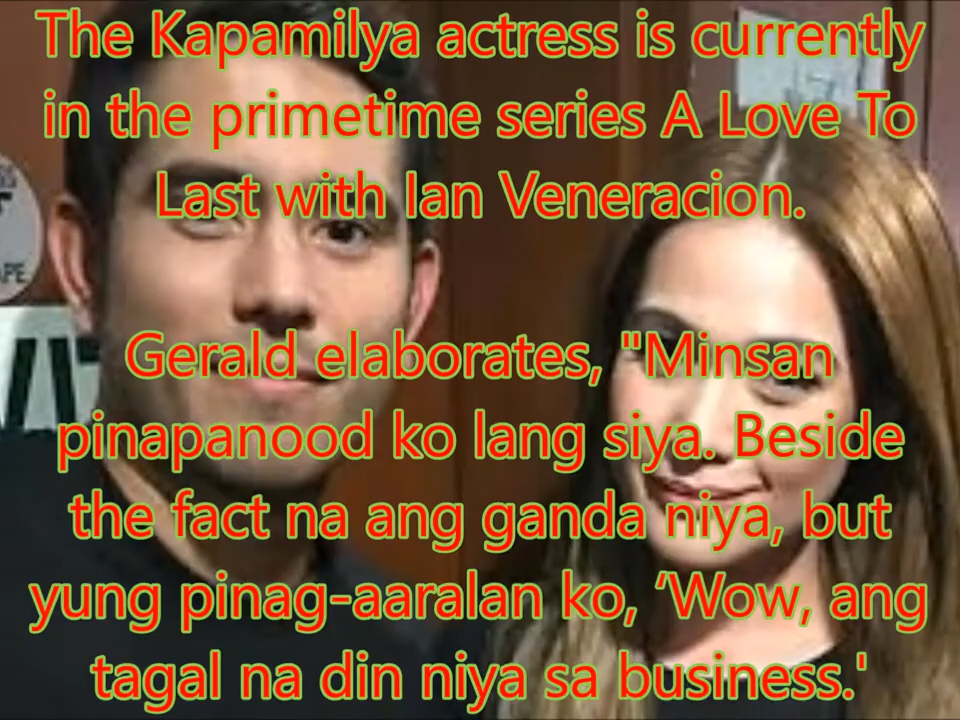 The Kapamilya actress is currently
in the primetime series A Love To
Last with Ian Veneracion.
Gerald elaborates, "Minsan
pinapanood ko lang siya. Beside
the fact na ang ganda niya, but
yung pinag-aaralan ko, ‘Wow, ang
tagal na din niya sa business.'